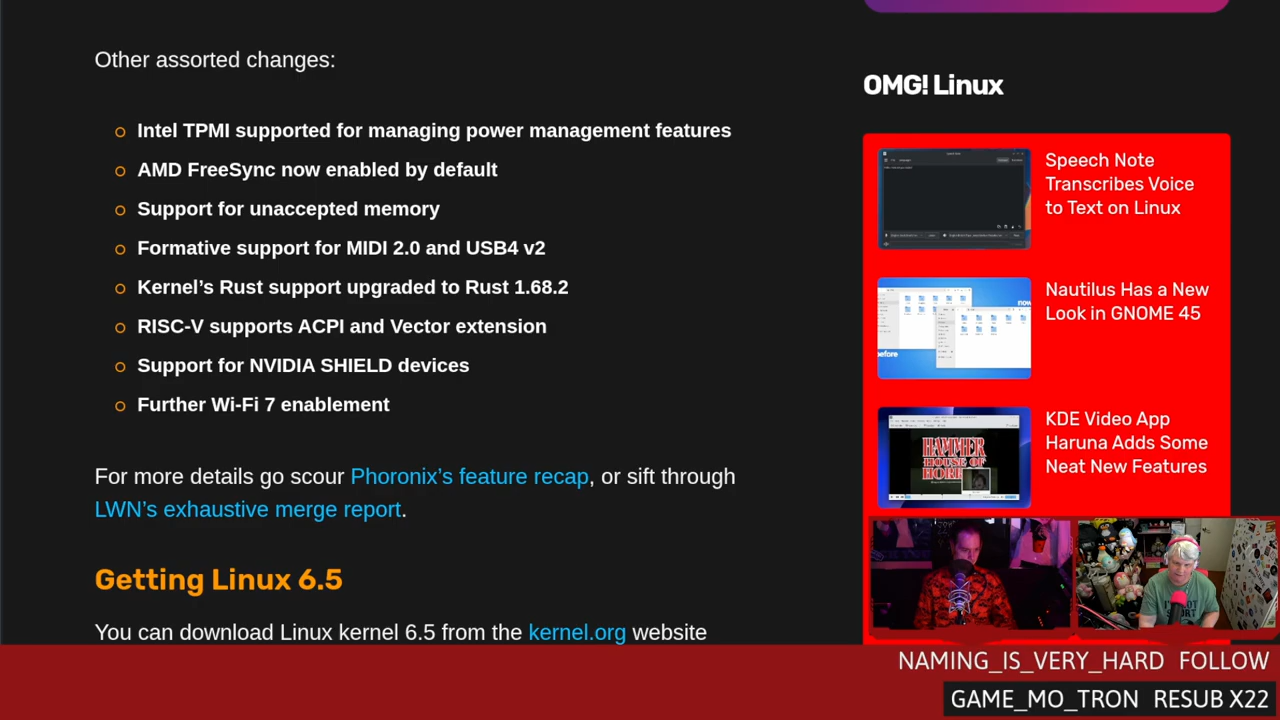 Other assorted changes:
Intel TPMI supported for managing power management features
AMD FreeSync now enabled by default
Support for unaccepted memory
Formative support for MIDI 2.0 and USB4 v2
Kernel’s Rust support upgraded to Rust 1.68.2
RISC-V supports ACPI and Vector extension
Support for NVIDIA SHIELD devices
Further Wi-Fi 7 enablement
For more details go scour Phoronix’s feature recap, or sift through
LWN’s exhaustive merge report.
Getting Linux 6.5
You can download Linux kernel 6.5 from the kernel.org website
OMG! Linux
Speech Note
Transcribes Voice
to Text on Linux
now
before
Nautilus Has a New
Look in GNOME 45
HAMMER
HOUSE OF
KDE Video App
Haruna Adds Some
Neat New Features
NAMING_IS_VERY_HARD FOLLOW
GAME_MO_TRON RESUB X22